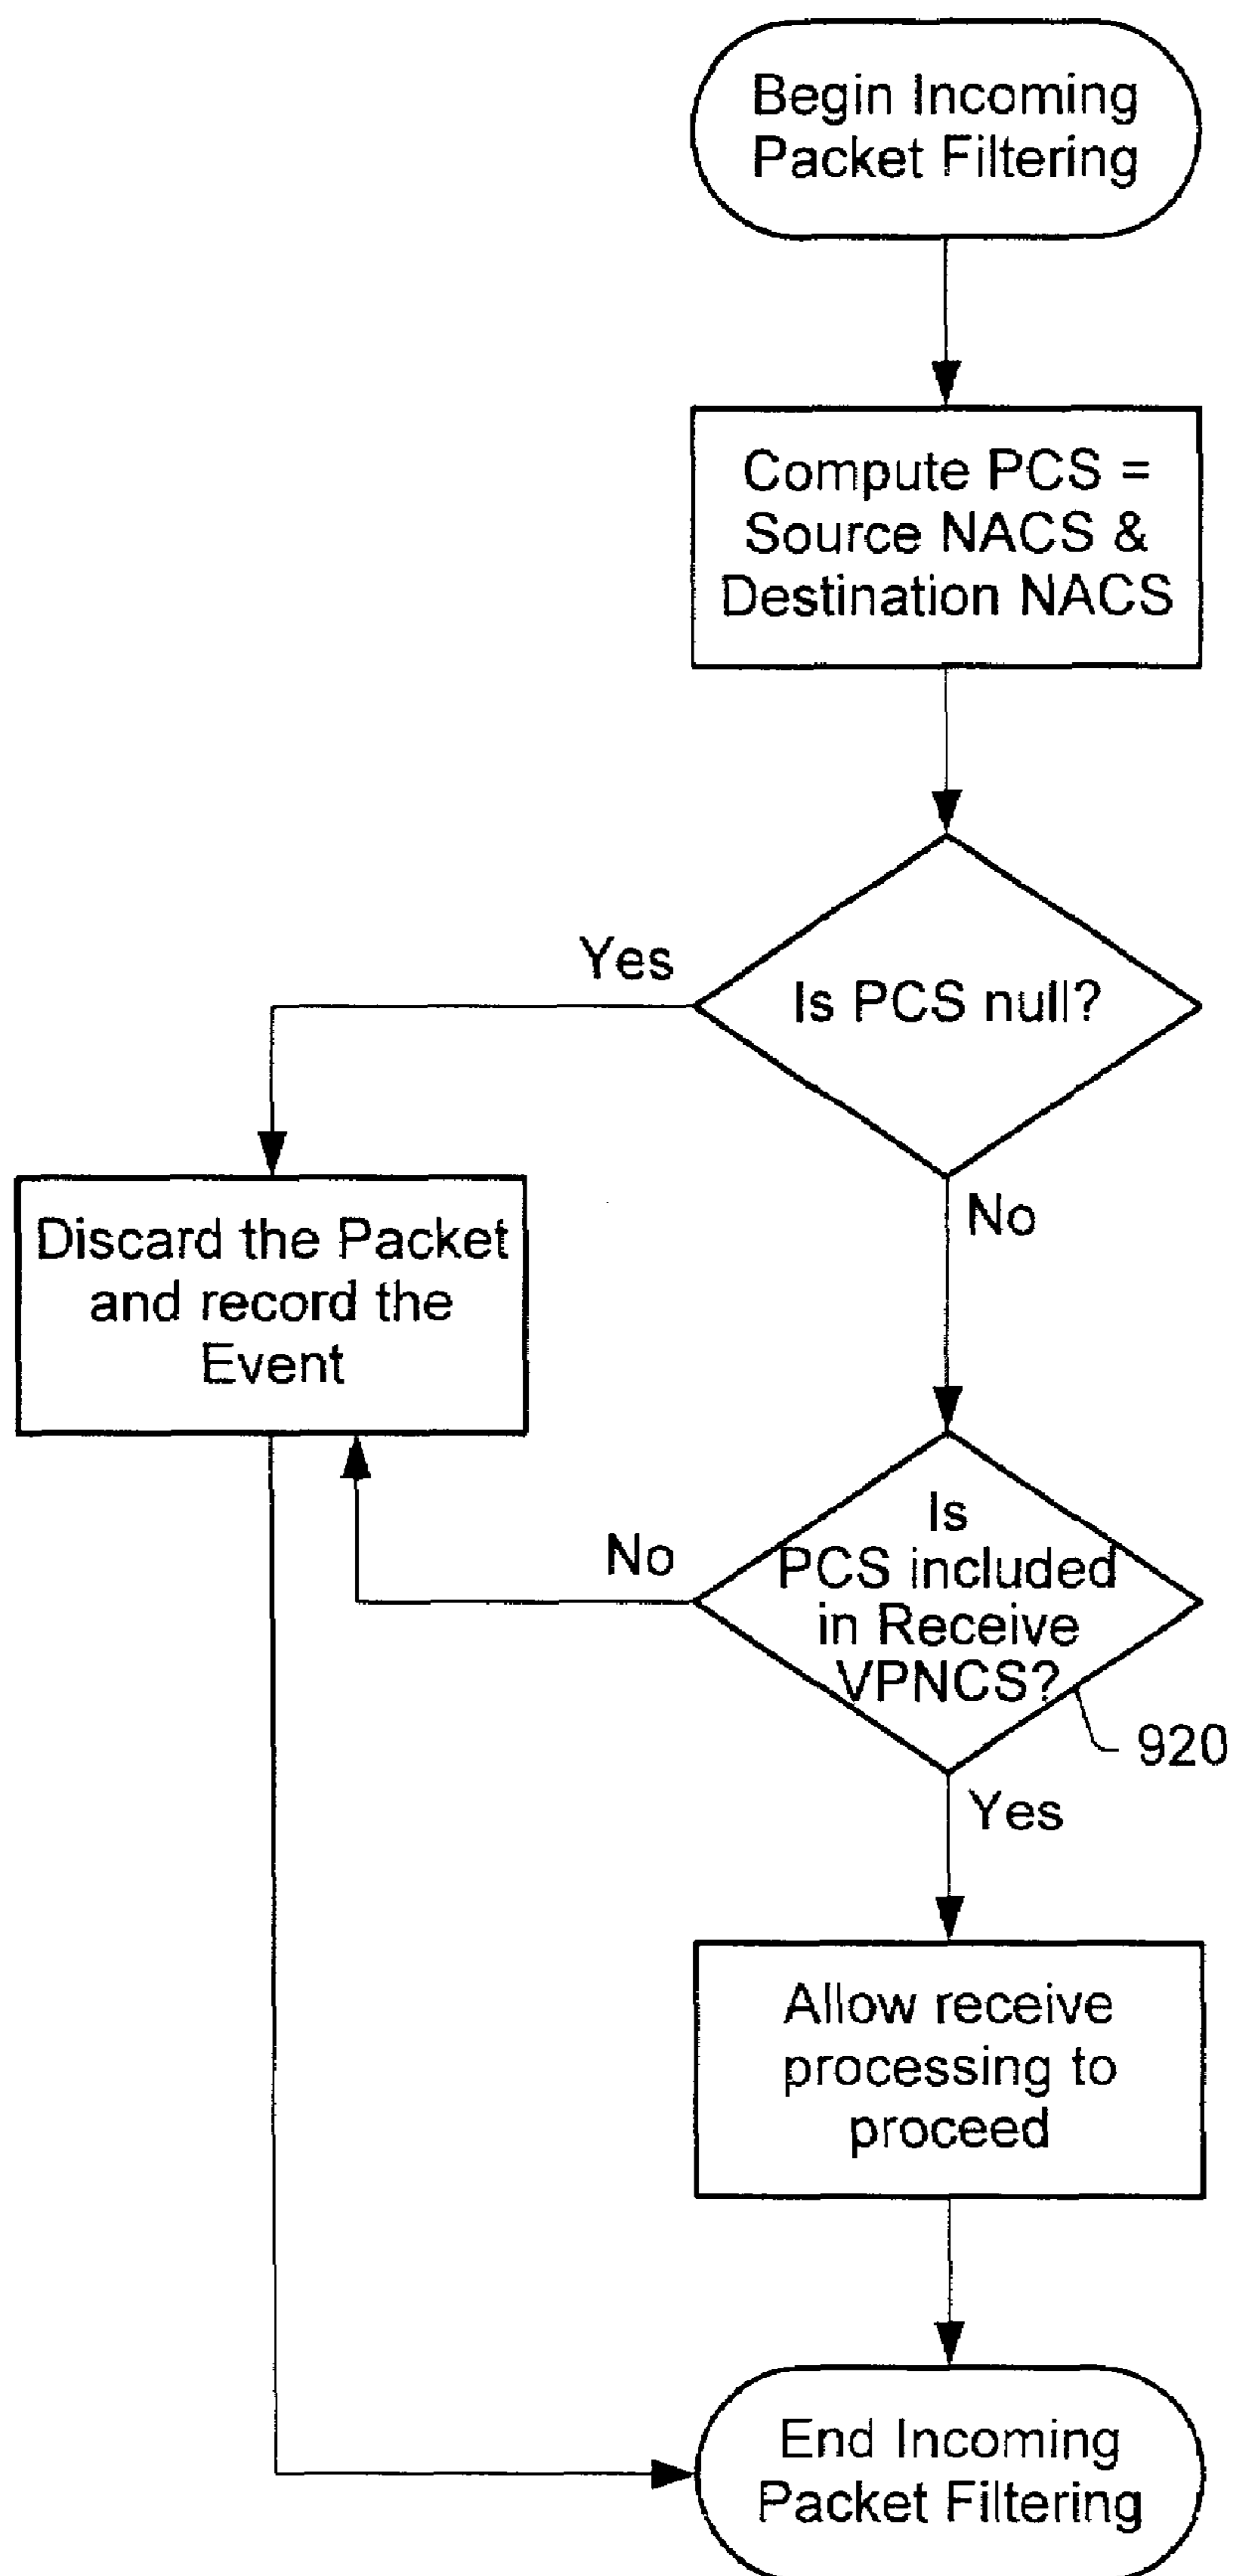 Begin Incoming
Packet Filtering
Compute PCS =
Source NACS &
Destination NACS
Yes
Is PCS null?
No
Discard the Packet
and record the
Event
No
Is
PCS included
in Receive
VPNCS?
920
Yes
Allow receive
processing to
proceed
End Incoming
Packet Filtering